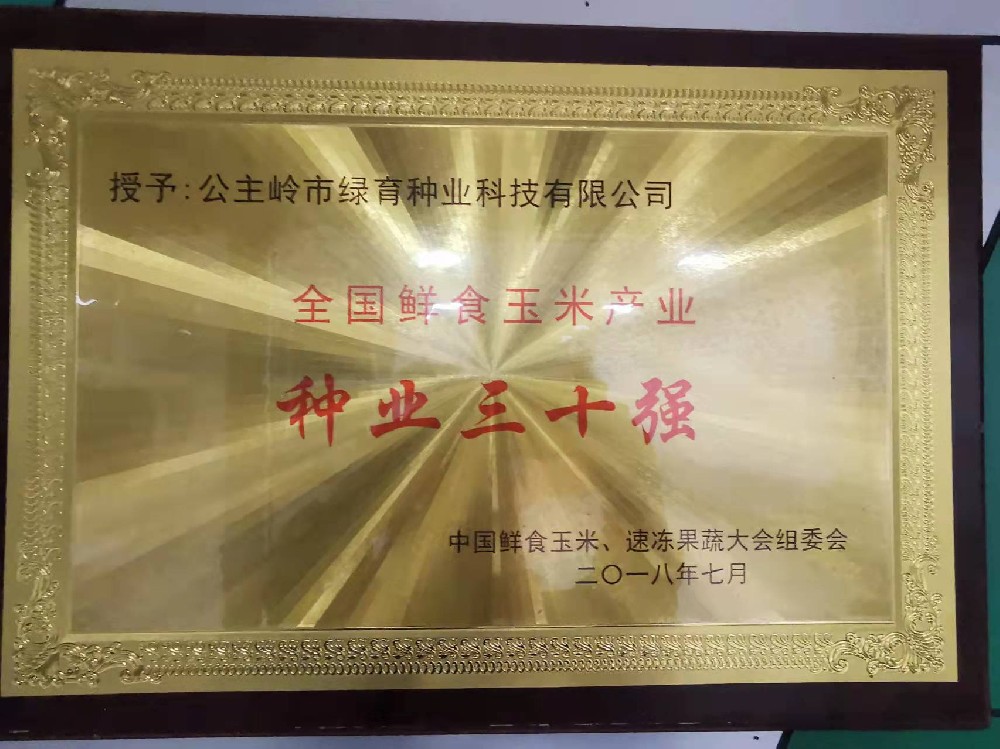 授予:公主岭市绿育种业科技有限公司
全国鲜食玉米产业
种业三十强
中国鲜食玉米、速冻果蔬大会组委会
二〇一八年七月